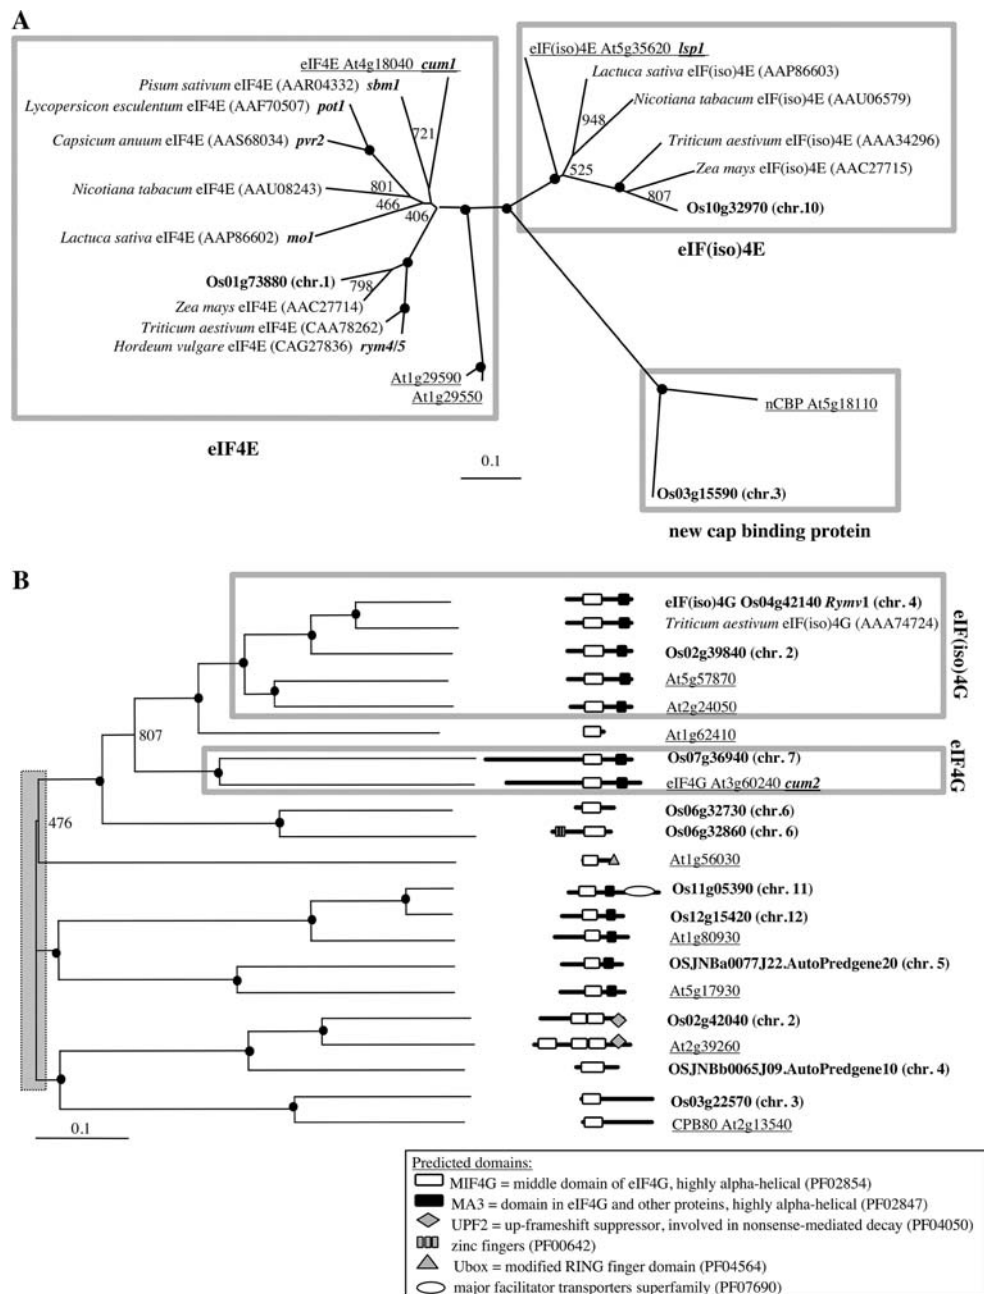 A
eIF4E At4g18040 cum1
Pisum sativum eIF4E (AAR04332) sbm1
Lycopersicon esculentum eIF4E (AAF70507) pot1
Capsicum anuum eIF4E (AAS68034) pvr2
Nicotiana tabacum eIF4E (AAU08243)
Lactuca sativa eIF4E (AAP86602) mo1
Os01g73880 (chr.1)
Zea mays eIF4E (AAC27714)
Triticum aestivum eIF4E (CAA78262)
Hordeum vulgare eIF4E (CAG27836) rym4/5
At1g29590
At1g29550
721
801
466
406
798
eIF4E
eIF(iso)4E At5g35620 lsp1
Lactuca sativa eIF(iso)4E (AAP86603)
Nicotiana tabacum eIF(iso)4E (AAU06579)
Triticum aestivum eIF(iso)4E (AAA34296)
Zea mays eIF(iso)4E (AAC27715)
Os10g32970 (chr.10)
948
525
807
eIF(iso)4E
nCBP At5g18110
Os03g15590 (chr.3)
new cap binding protein
0.1
B
eIF(iso)4G Os04g42140 Rymv1 (chr. 4)
Triticum aestivum eIF(iso)4G (AAA74724)
Os02g39840 (chr. 2)
At5g57870
At2g24050
eIF(iso)4G
At1g62410
807
Os07g36940 (chr. 7)
eIF4G At3g60240 cum2
eIF4G
476
Os06g32730 (chr.6)
Os06g32860 (chr. 6)
At1g56030
Os11g05390 (chr. 11)
Os12g15420 (chr.12)
At1g80930
OSJNBa0077J22.AutoPredgene20 (chr. 5)
At5g17930
Os02g42040 (chr. 2)
At2g39260
OSJNBb0065J09.AutoPredgene10 (chr. 4)
Os03g22570 (chr. 3)
CPB80 At2g13540
0.1
Predicted domains:
MIF4G = middle domain of eIF4G, highly alpha-helical (PF02854)
MA3 = domain in eIF4G and other proteins, highly alpha-helical (PF02847)
UPF2 = up-frameshift suppressor, involved in nonsense-mediated decay (PF04050)
zinc fingers (PF00642)
Ubox = modified RING finger domain (PF04564)
major facilitator transporters superfamily (PF07690)